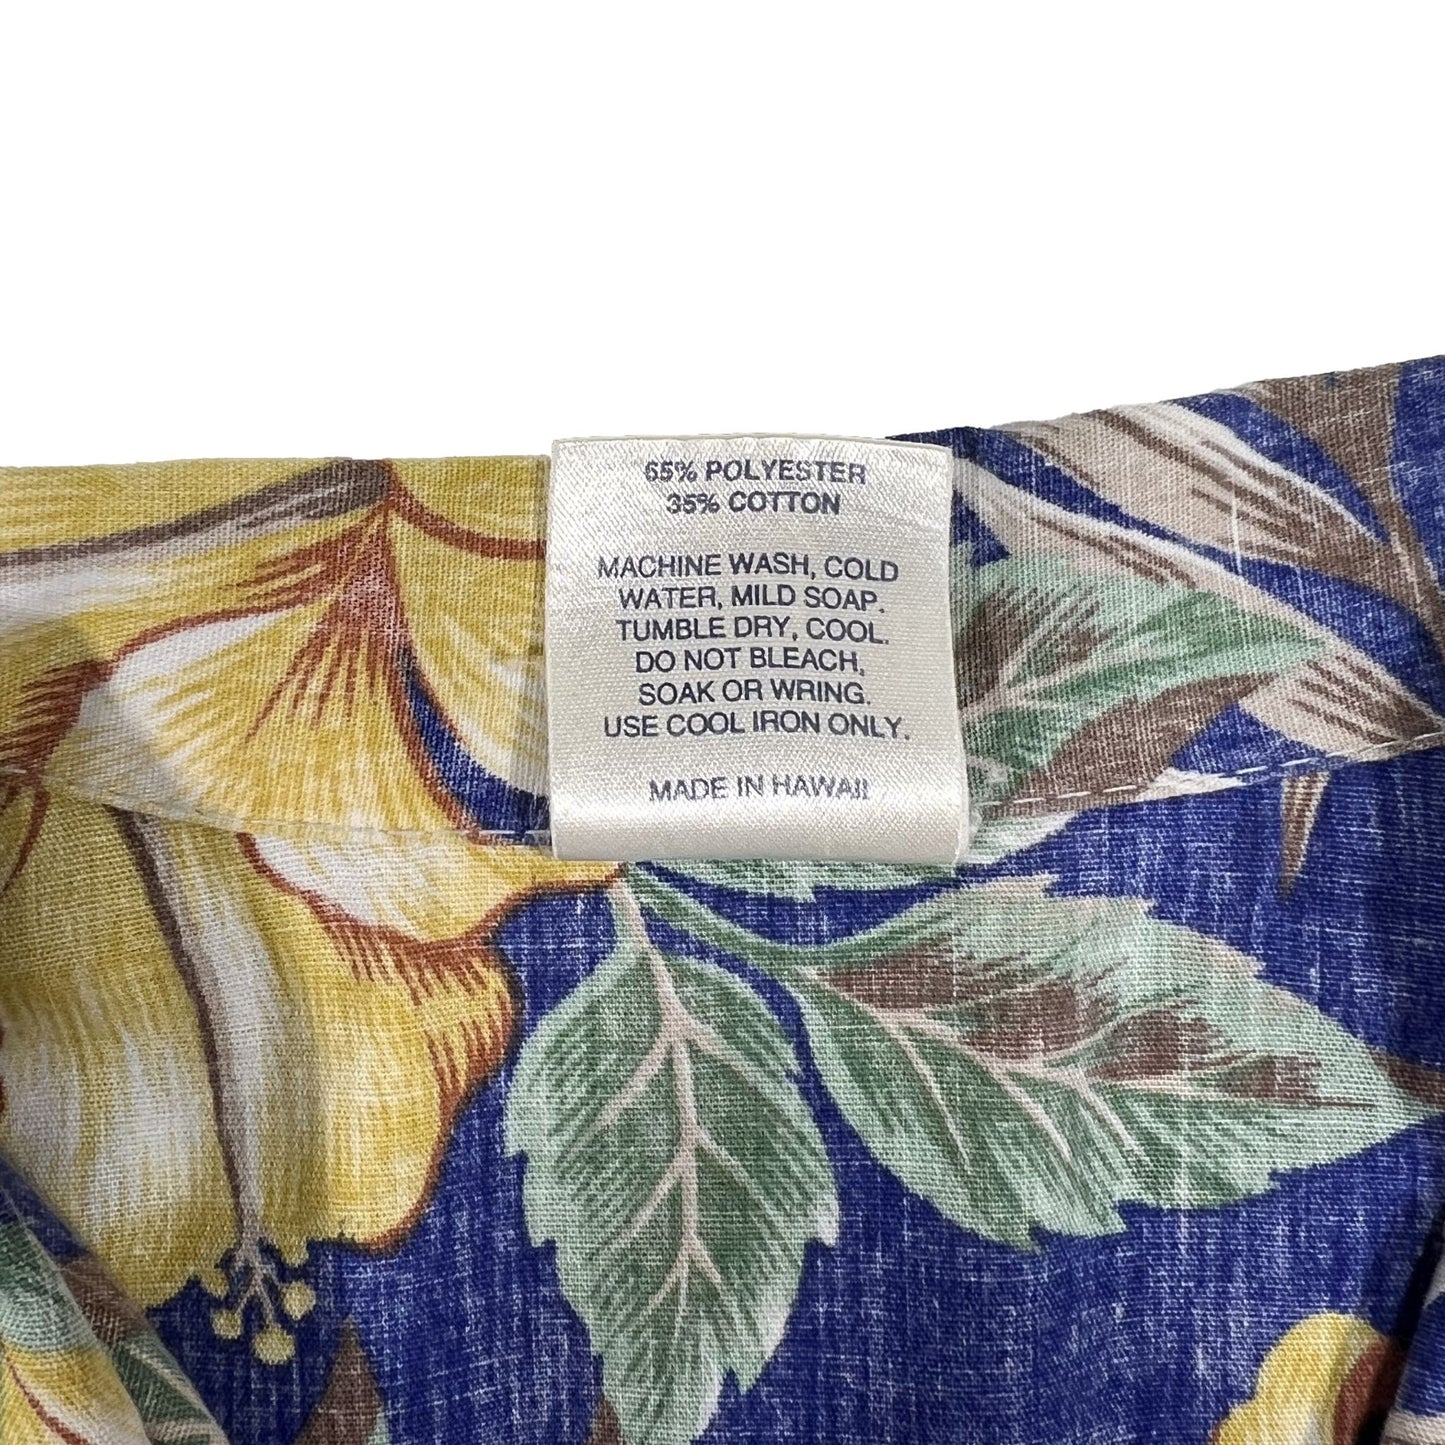 65% POLYESTER
35% COTTON
MACHINE WASH, COLD
WATER, MILD SOAP.
TUMBLE DRY, COOL.
DO NOT BLEACH,
SOAK OR WRING.
USE COOL IRON ONLY.
MADE IN HAWAII